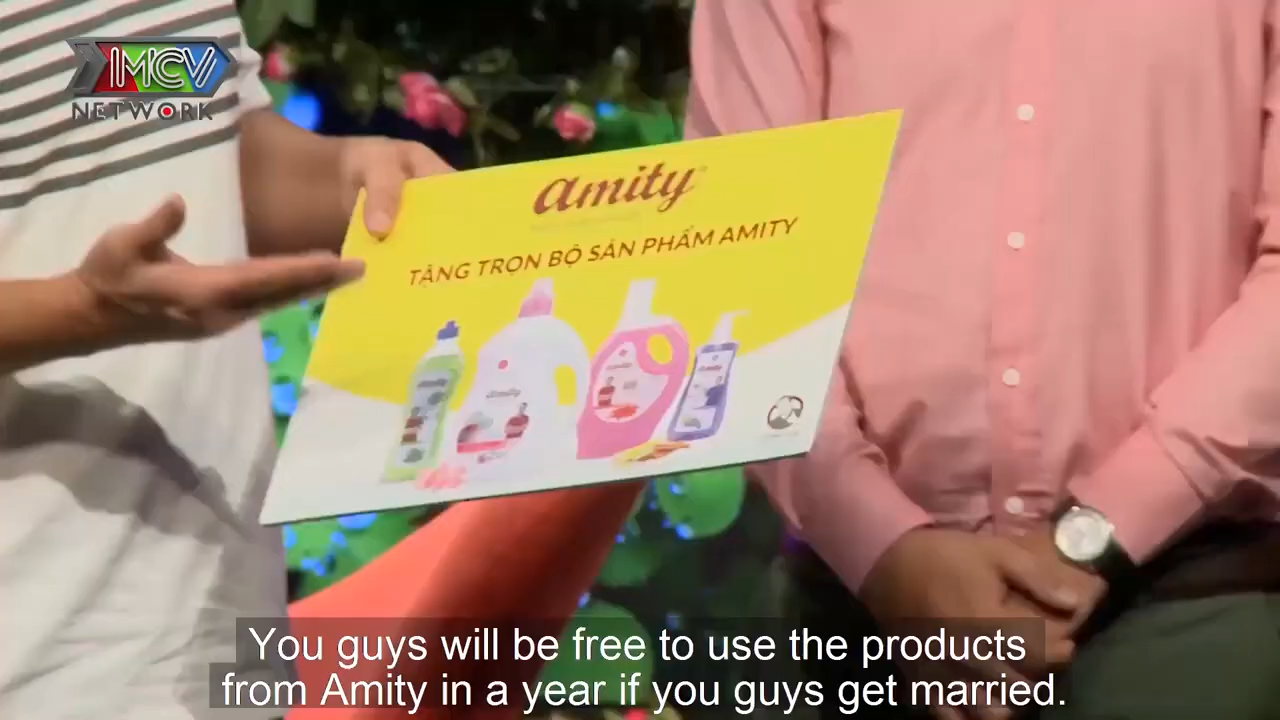 MCV
NETWORK
amity
TẶNG TRỌN BỘ SẢN PHẨM AMITY
amity
You guys will be free to use the products
from Amity in a year if you guys get married.